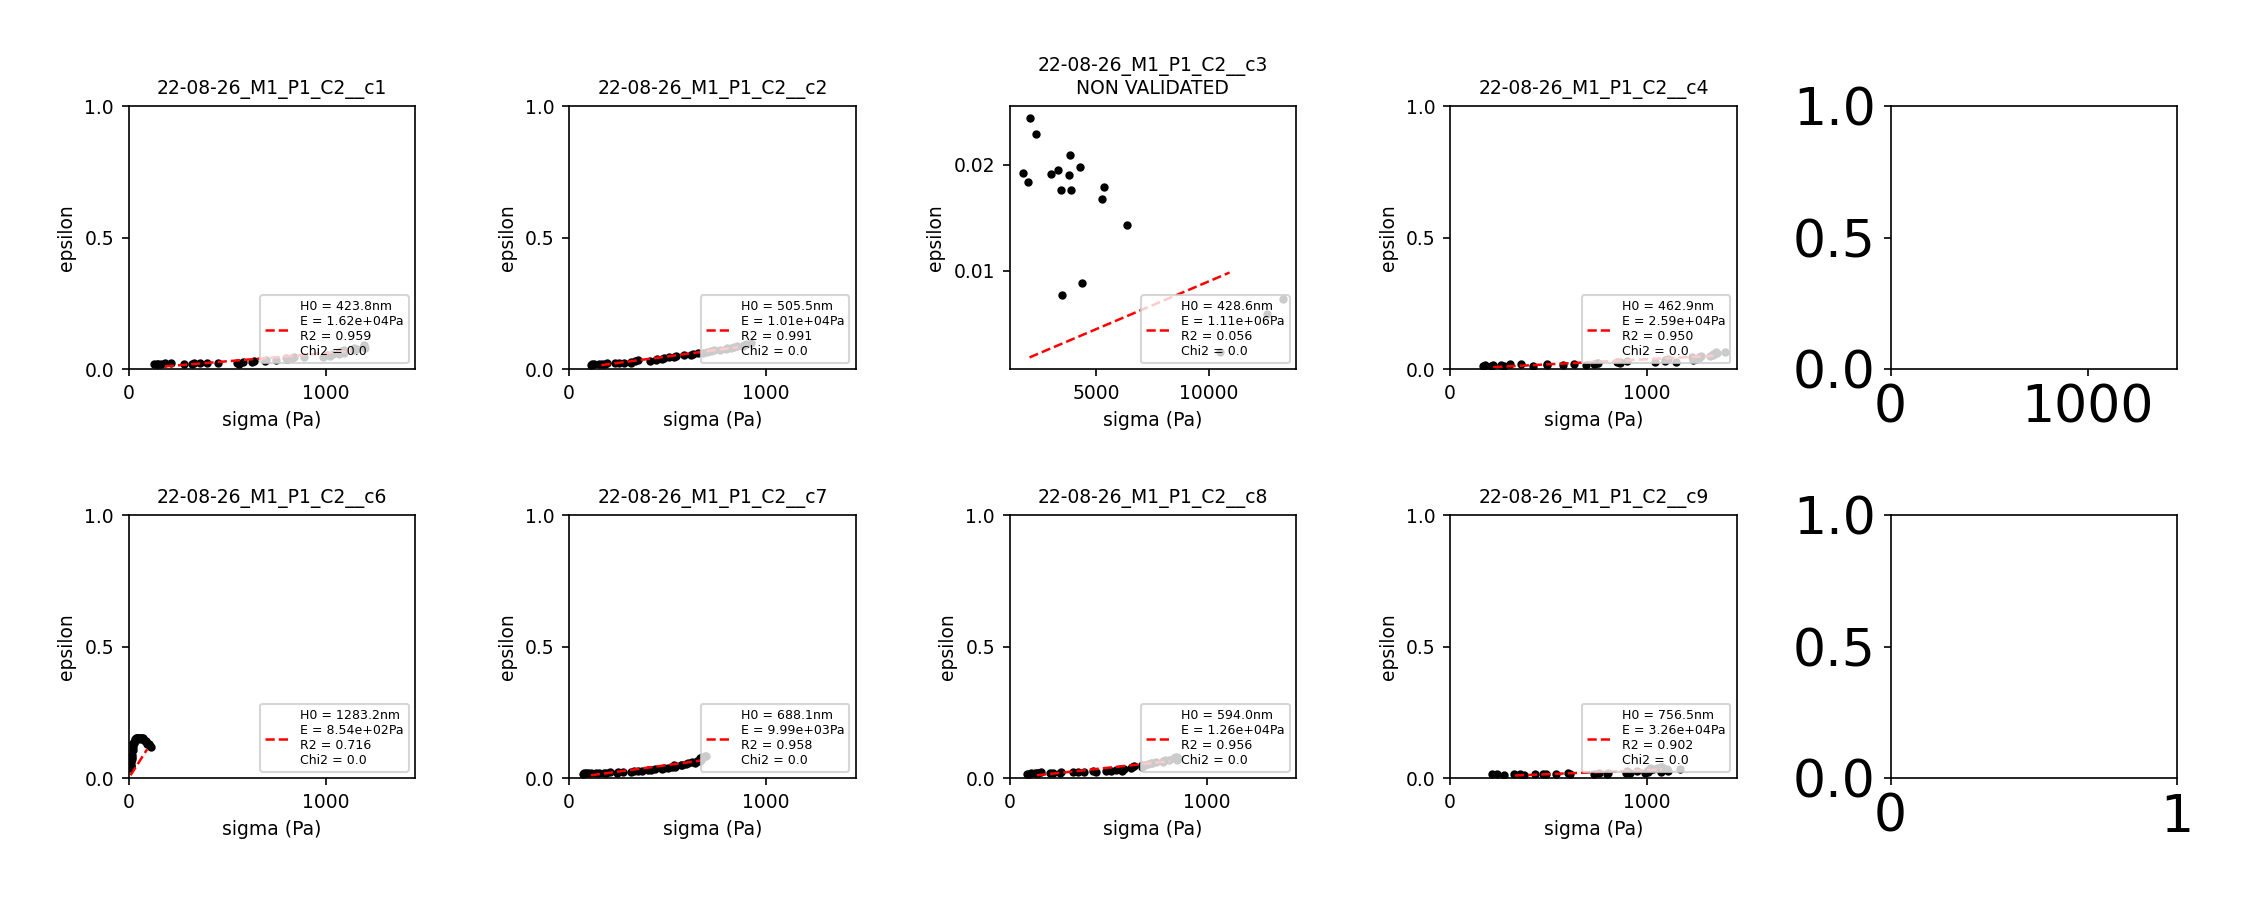 22-08-26_M1_P1_C2__c1
1.0
0.5
0.0
epsilon
H0 = 423.8nm
E = 1.62e+04Pa
R2 = 0.959
Chi2 = 0.0
0
1000
sigma (Pa)
22-08-26_M1_P1_C2__c2
1.0
0.5
0.0
epsilon
H0 = 505.5nm
E = 1.01e+04Pa
R2 = 0.991
Chi2 = 0.0
0
1000
sigma (Pa)
22-08-26_M1_P1_C2__c3
NON VALIDATED
0.02
0.01
epsilon
H0 = 428.6nm
E = 1.11e+06Pa
R2 = 0.056
Chi2 = 0.0
5000
10000
sigma (Pa)
22-08-26_M1_P1_C2__c4
1.0
0.5
0.0
epsilon
H0 = 462.9nm
E = 2.59e+04Pa
R2 = 0.950
Chi2 = 0.0
0
1000
sigma (Pa)
1.0
0.5
0.0
0
1000
22-08-26_M1_P1_C2__c6
1.0
0.5
0.0
epsilon
H0 = 1283.2nm
E = 8.54e+02Pa
R2 = 0.716
Chi2 = 0.0
0
1000
sigma (Pa)
22-08-26_M1_P1_C2__c7
1.0
0.5
0.0
epsilon
H0 = 688.1nm
E = 9.99e+03Pa
R2 = 0.958
Chi2 = 0.0
0
1000
sigma (Pa)
22-08-26_M1_P1_C2__c8
1.0
0.5
0.0
epsilon
H0 = 594.0nm
E = 1.26e+04Pa
R2 = 0.956
Chi2 = 0.0
0
1000
sigma (Pa)
22-08-26_M1_P1_C2__c9
1.0
0.5
0.0
epsilon
H0 = 756.5nm
E = 3.26e+04Pa
R2 = 0.902
Chi2 = 0.0
0
1000
sigma (Pa)
1.0
0.5
0.0
0
1